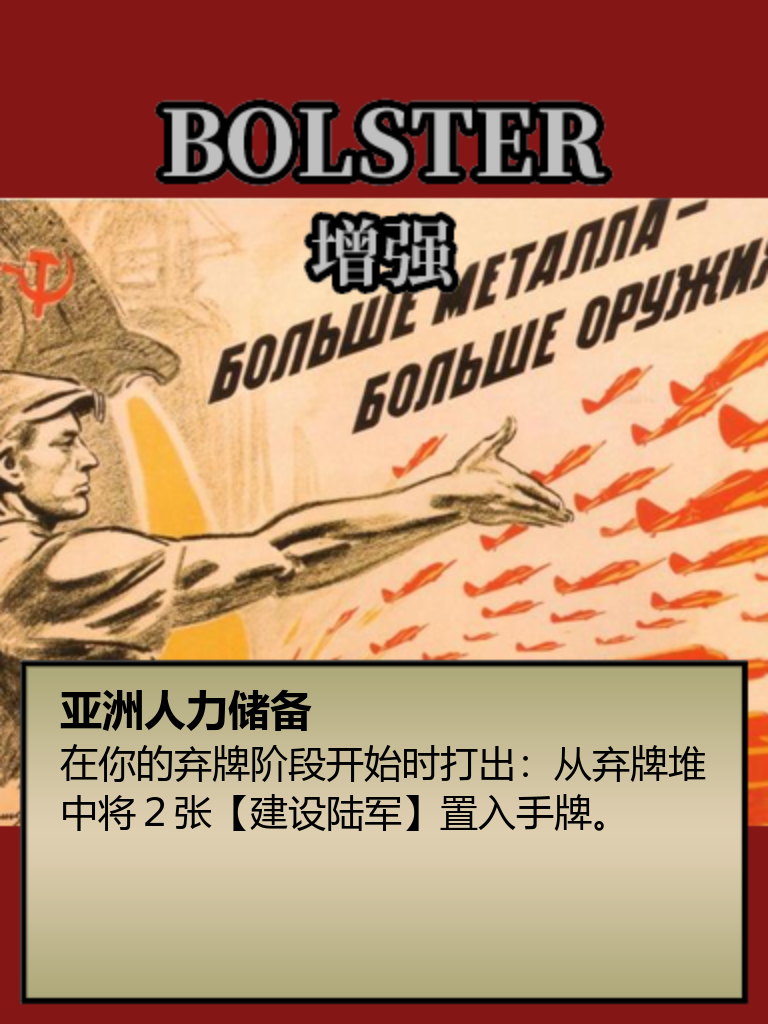 BOLSTER
增强
БОЛЬШЕ МЕТАЛЛА –
БОЛЬШЕ ОРУЖИЯ
亚洲人力储备
在你的弃牌阶段开始时打出：从弃牌堆
中将２张【建设陆军】置入手牌。